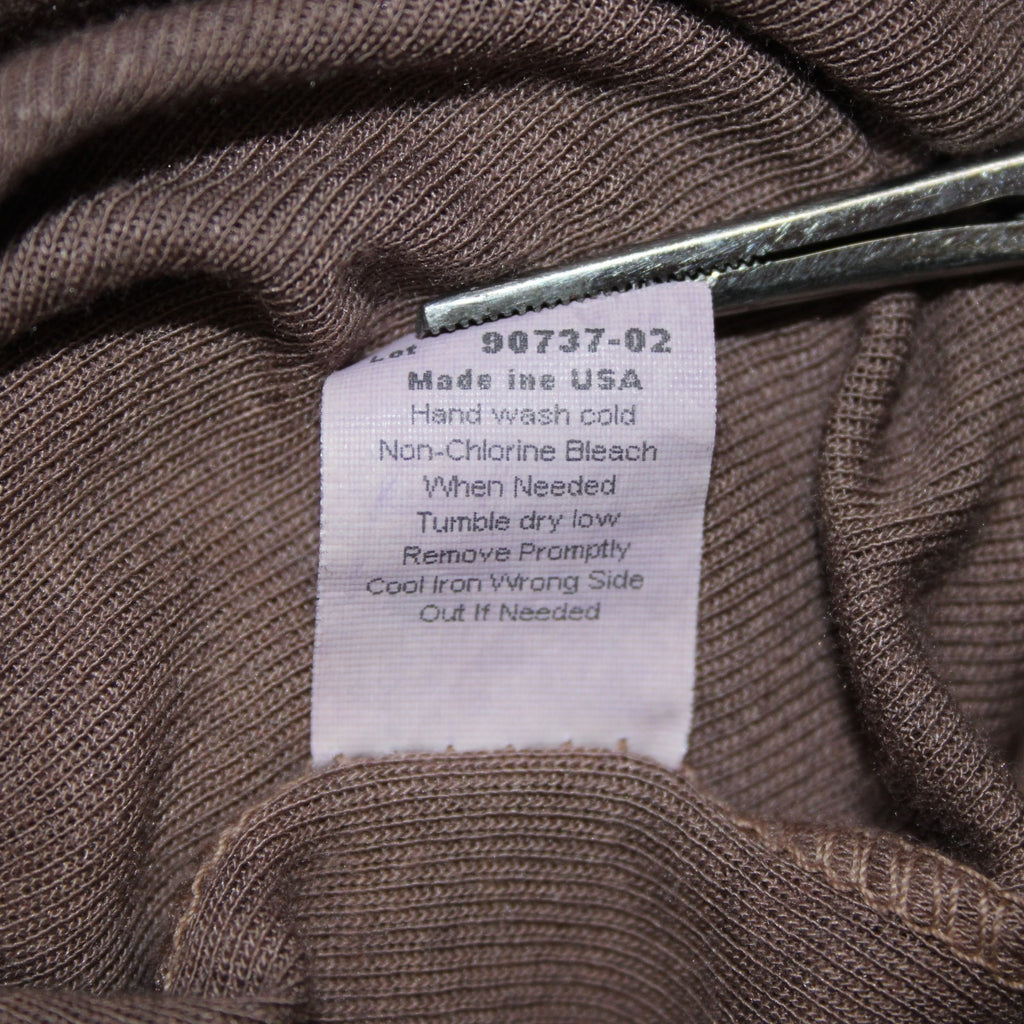 Lot 90737-02
Made ine USA
Hand wash cold
Non-Chlorine Bleach
When Needed
Tumble dry low
Remove Promptly
Cool Iron Wrong Side
Out If Needed